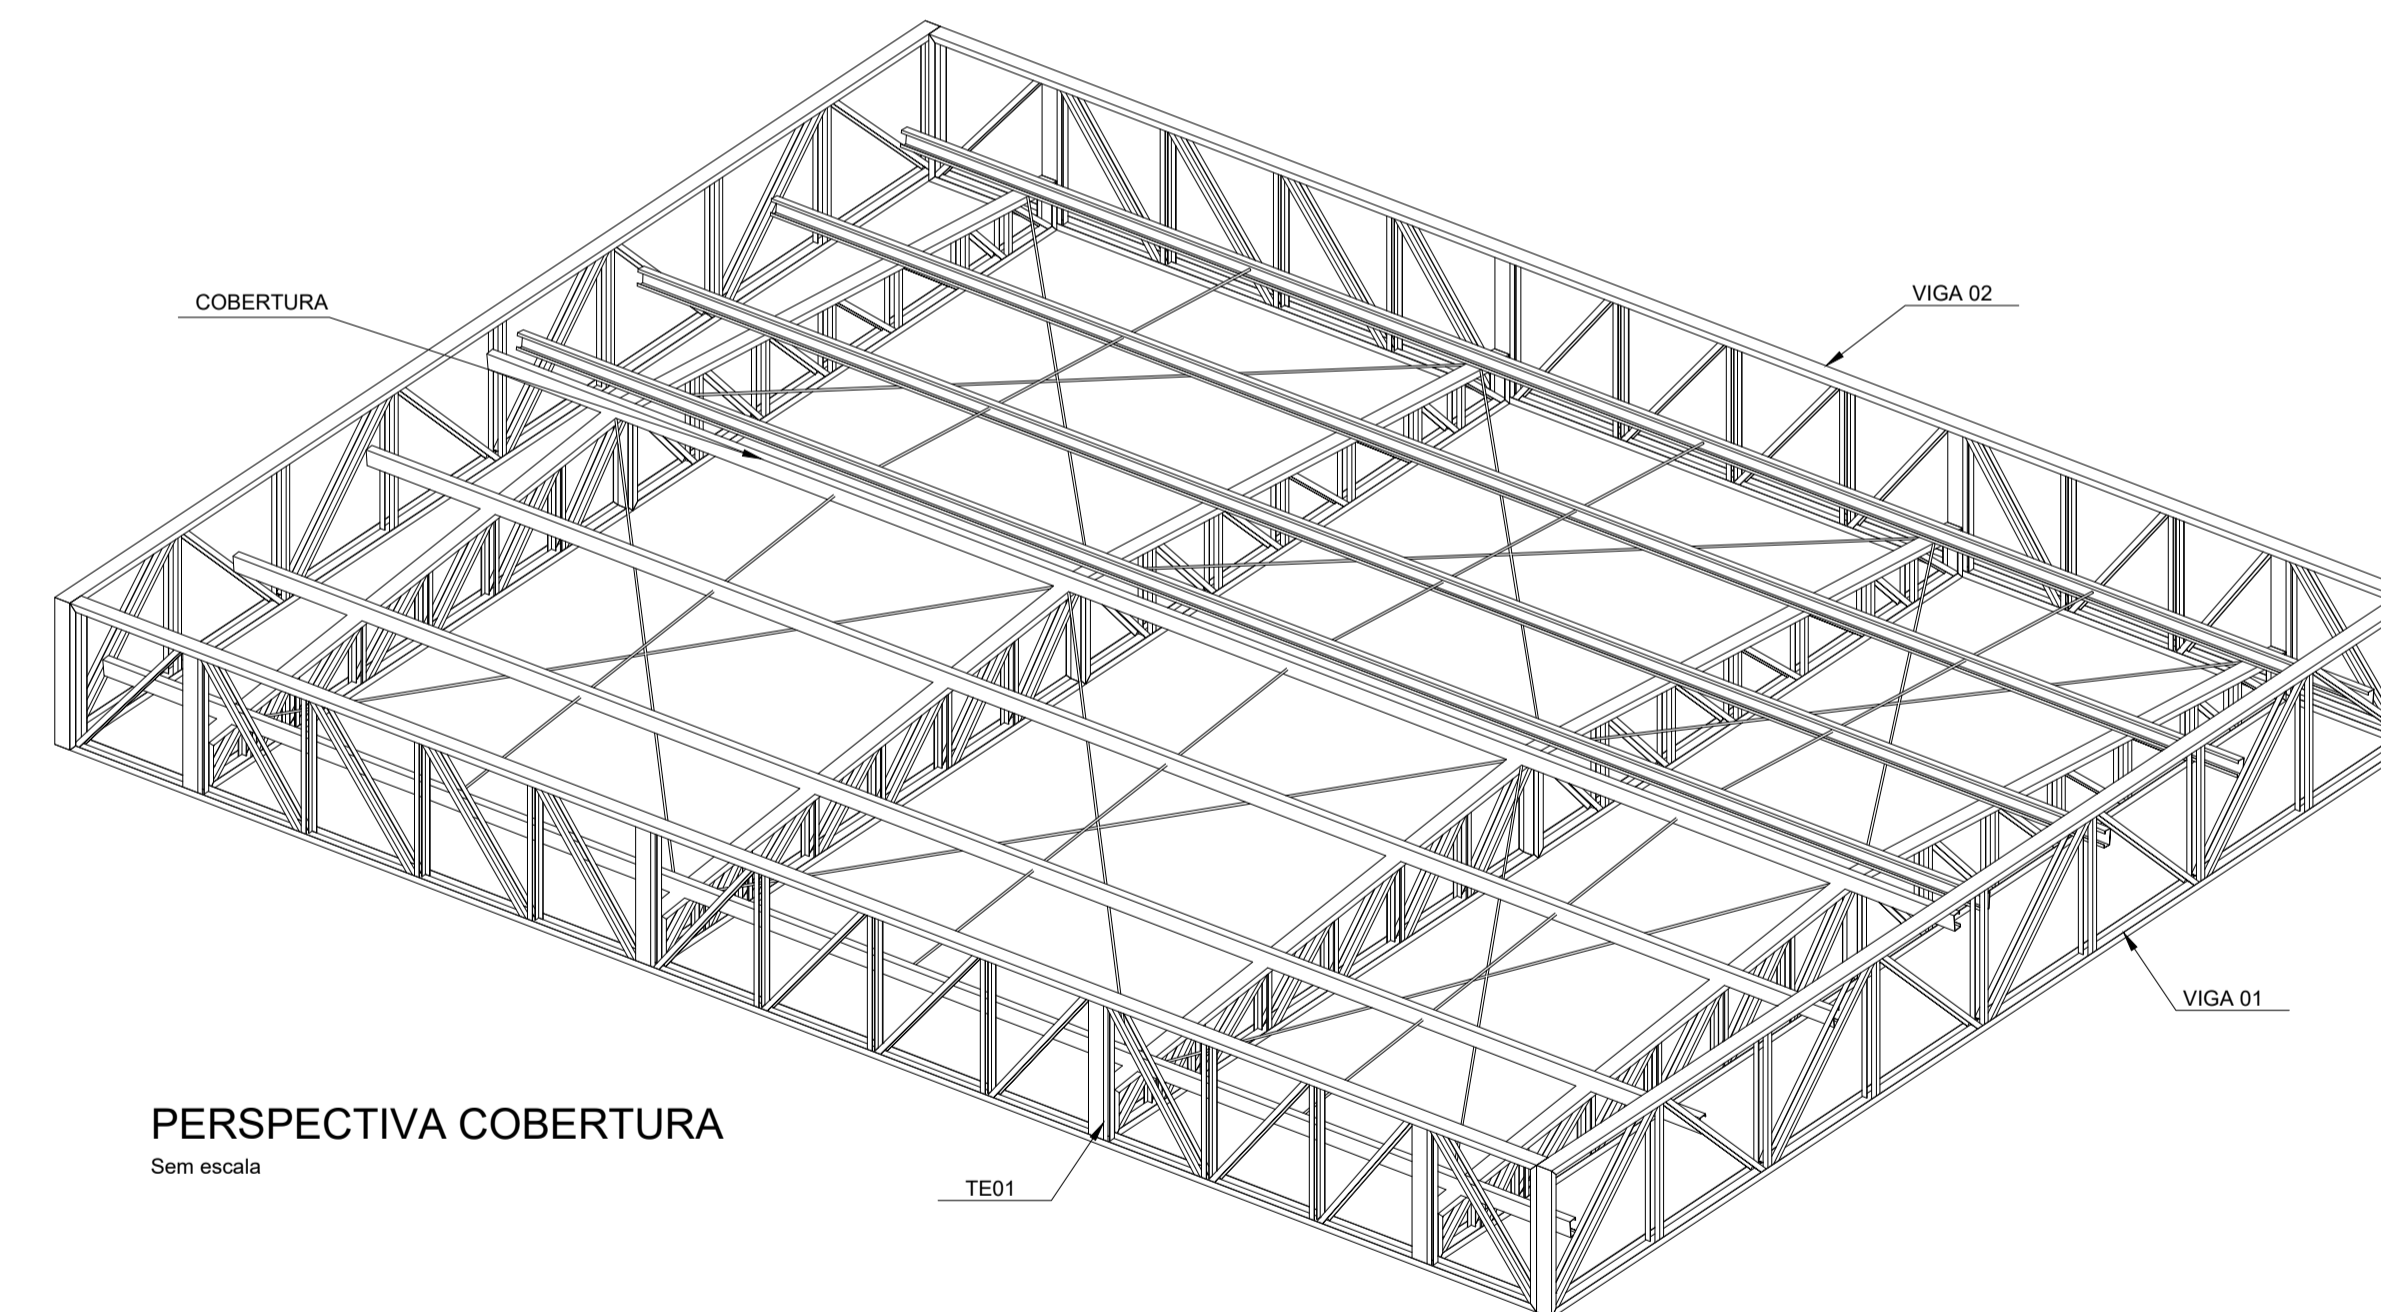 VIGA 02
COBERTURA
VIGA 01
PERSPECTIVA COBERTURA
Sem escala
TE01